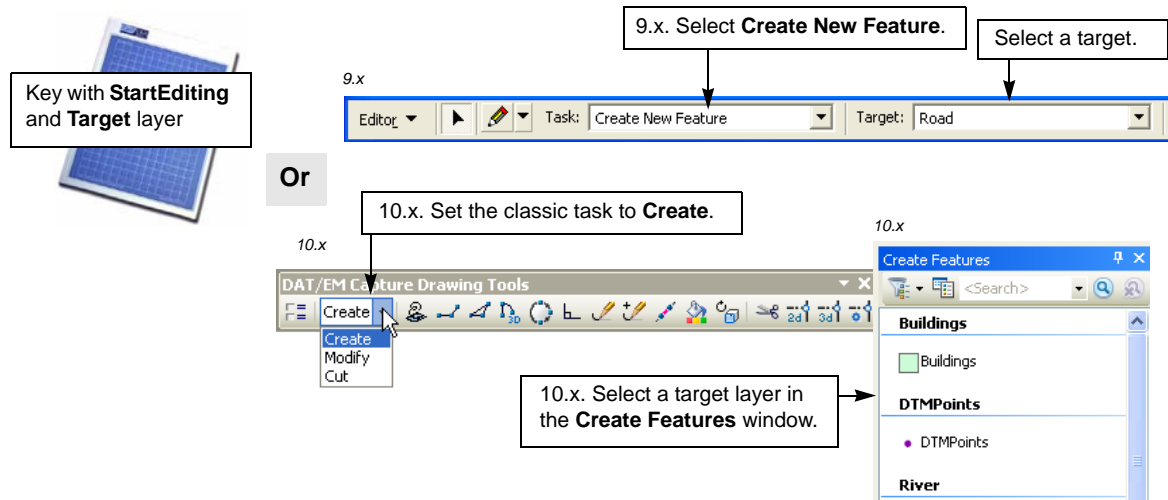 9.x. Select Create New Feature.
Select a target.
Key with StartEditing
and Target layer
9.x
Editor
Task:
Create New Feature
Target:
Road
Or
10.x. Set the classic task to Create.
10.x
10.x
DAT/EM Capture Drawing Tools
Create
3D
2d
3d
Create
Modify
Cut
Create Features
<Search>
Buildings
Buildings
DTMPoints
DTMPoints
River
10.x. Select a target layer in
the Create Features window.